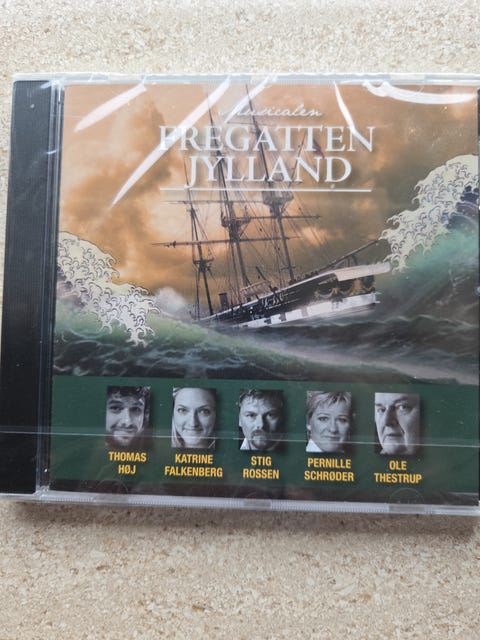 Musicalen
FREGATTEN
JYLLAND
THOMAS
HØJ
KATRINE
FALKENBERG
STIG
ROSSEN
PERNILLE
SCHRØDER
OLE
THESTRUP